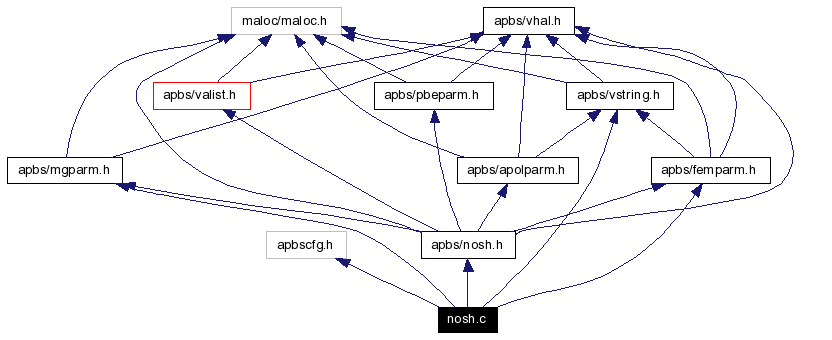 maloc/maloc.h
apbs/vhal.h
apbs/valist.h
apbs/pbeparm.h
apbs/vstring.h
apbs/mgparm.h
apbs/apolparm.h
apbs/femparm.h
apbscfg.h
apbs/nosh.h
nosh.c